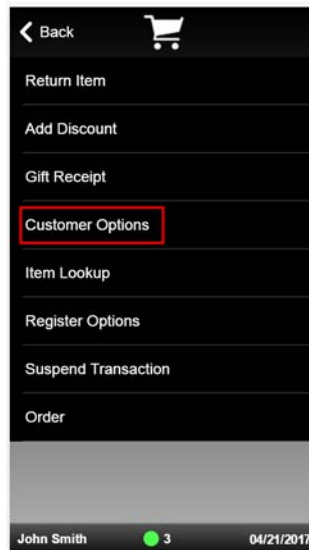 Back
Return Item
Add Discount
Gift Receipt
Customer Options
Item Lookup
Register Options
Suspend Transaction
Order
John Smith 3 04/21/2017